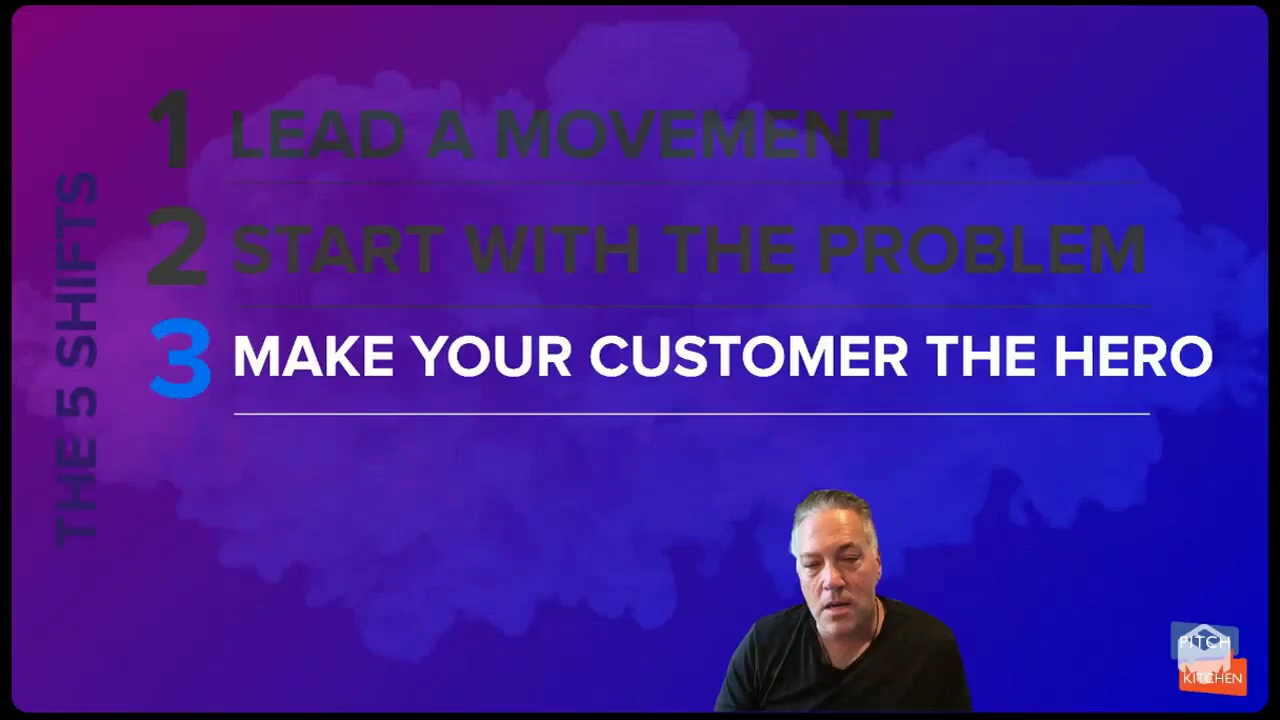 THE 5 SHIFTS
1 LEAD A MOVEMENT
2 START WITH THE PROBLEM
3 MAKE YOUR CUSTOMER THE HERO
PITCH
KITCHEN